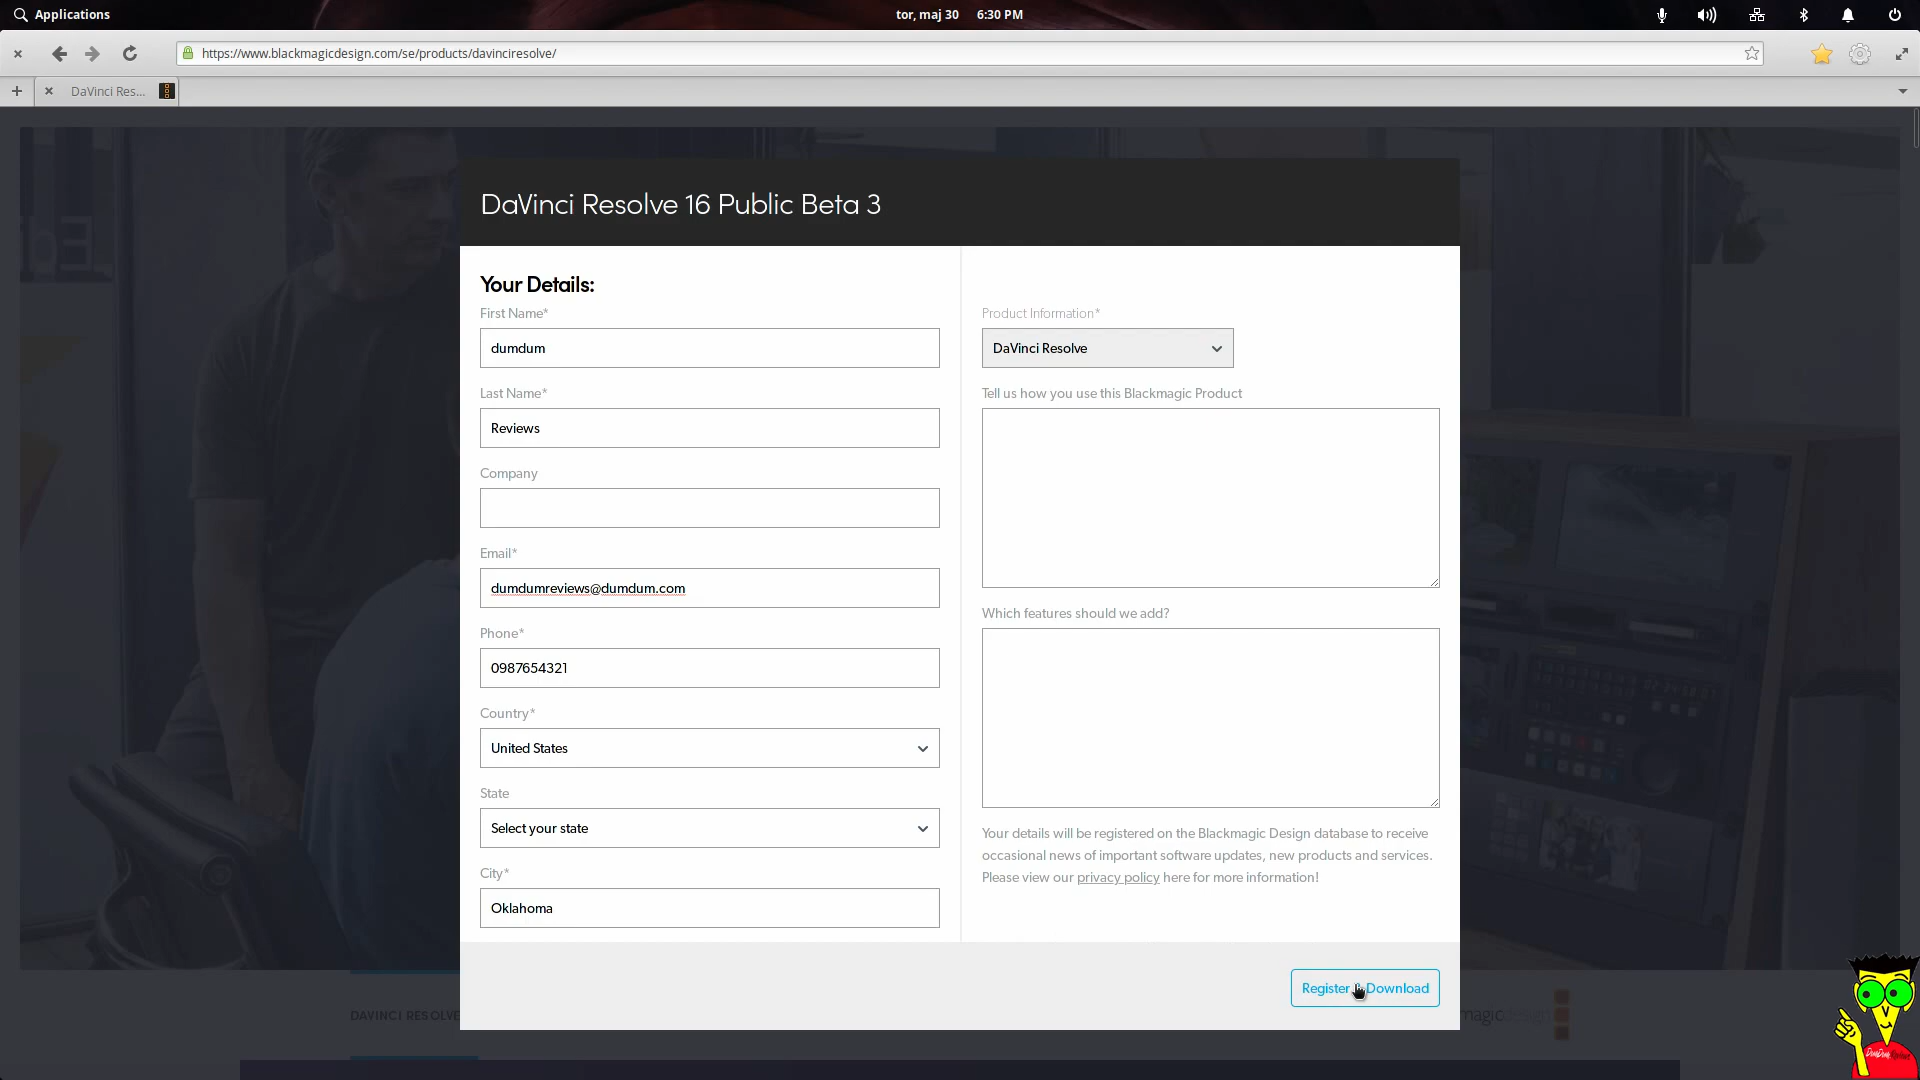 Applications
tor, maj 30 6:30 PM
https://www.blackmagicdesign.com/se/products/davinciresolve/
DaVinci Res...
DaVinci Resolve 16 Public Beta 3
Your Details:
First Name*
dumdum
Last Name*
Reviews
Company
Email*
dumdumreviews@dumdum.com
Phone*
0987654321
Country*
United States
State
Select your state
City*
Oklahoma
Product Information*
DaVinci Resolve
Tell us how you use this Blackmagic Product
Which features should we add?
Your details will be registered on the Blackmagic Design database to receive
occasional news of important software updates, new products and services.
Please view our privacy policy here for more information!
Register Download
DAVINCI RESOLVE
magicdesign
DumDumReviews